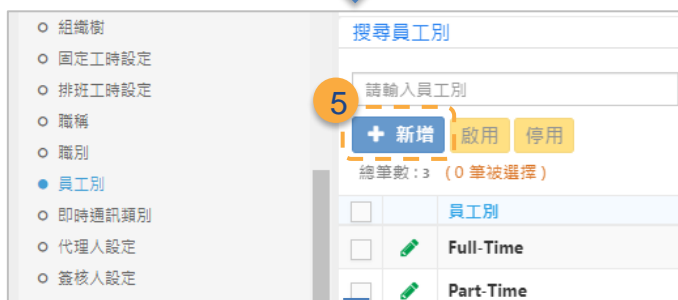 組織樹
固定工時設定
排班工時設定
職稱
職別
員工別
即時通訊類別
代理人設定
簽核人設定
搜尋員工別
請輸入員工別
5
+ 新增 啟用 停用
總筆數:3 (0 筆被選擇)
員工別
Full-Time
Part-Time